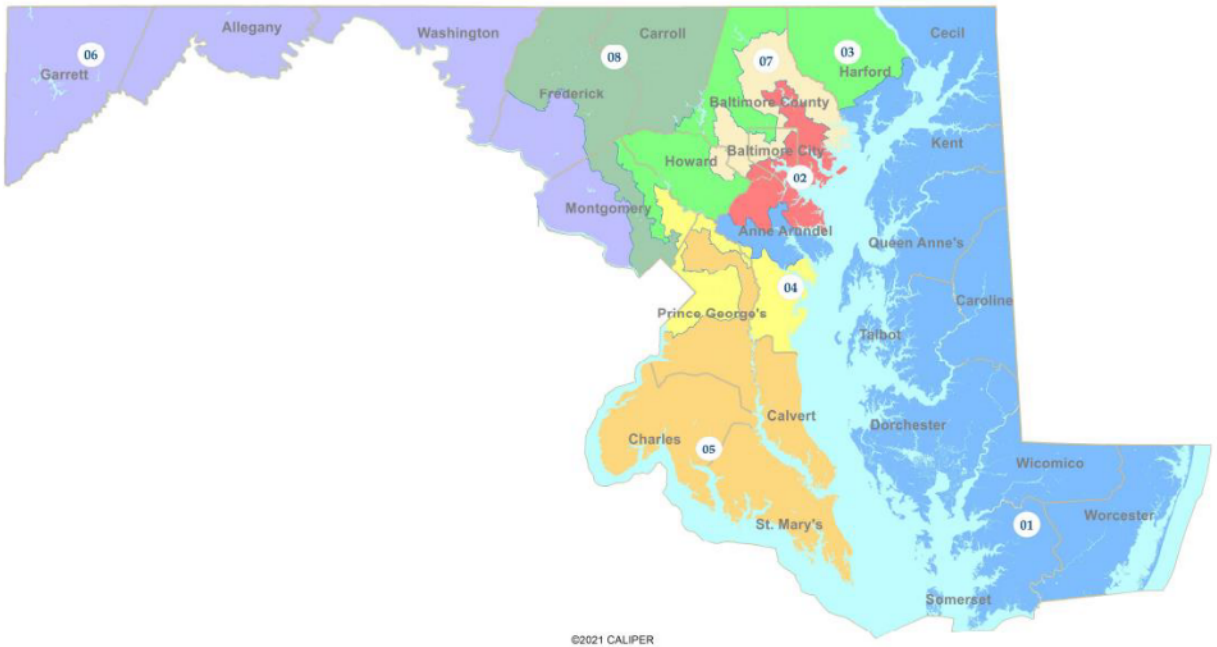 Allegany
Washington
Carroll
Cecil
06
08
07
03
Garrett
Harford
Frederick
Baltimore County
Kent
Baltimore City
Howard
02
Montgomery
Anne Arundel
Queen Anne's
04
Caroline
Prince George's
Talbot
Calvert
Dorchester
Charles
05
Wicomico
Worcester
St. Mary's
01
Somerset
©2021 CALIPER